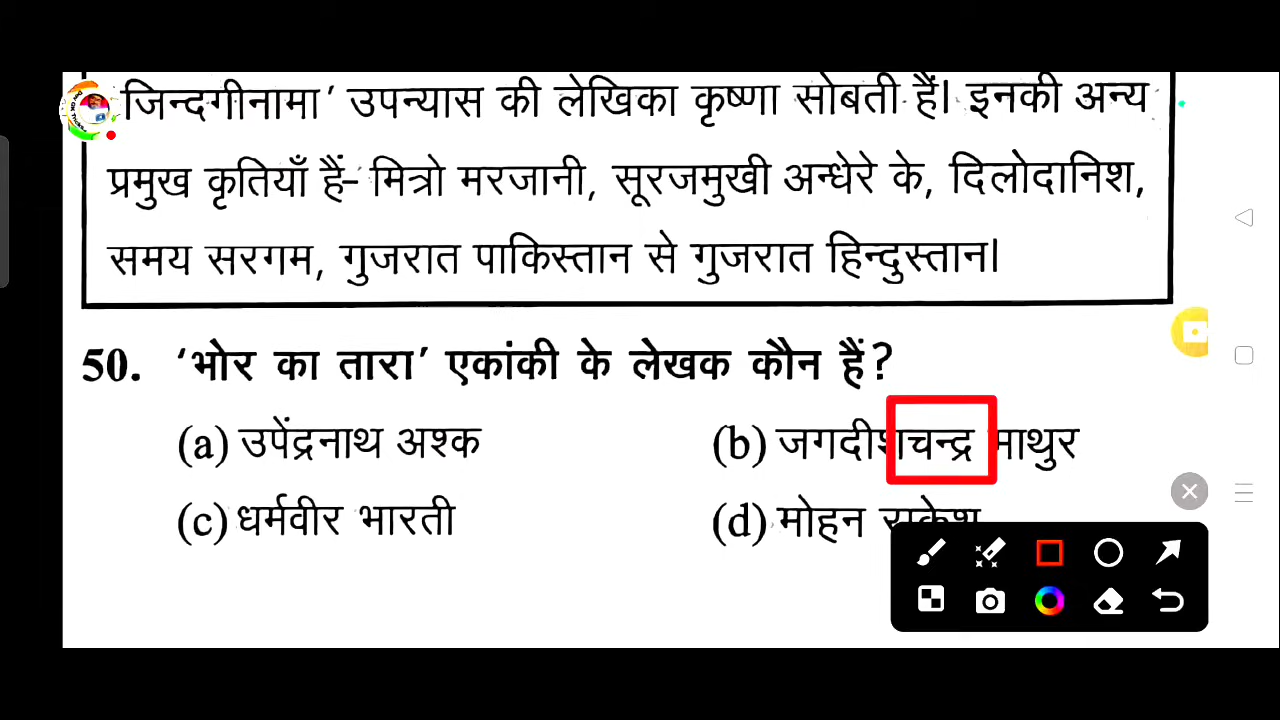 जिन्दगीनामा' उपन्यास की लेखिका कृष्णा सोबती हैं। इनकी अन्य
प्रमुख कृतियाँ हैं- मित्रो मरजानी, सूरजमुखी अन्धेरे के, दिलोदानिश,
समय सरगम, गुजरात पाकिस्तान से गुजरात हिन्दुस्तान।
50. 'भोर का तारा' एकांकी के लेखक कौन हैं?
(a) उपेंद्रनाथ अश्क (b) जगदीशचन्द्र माथुर
(c) धर्मवीर भारती (d) मोहन राकेश